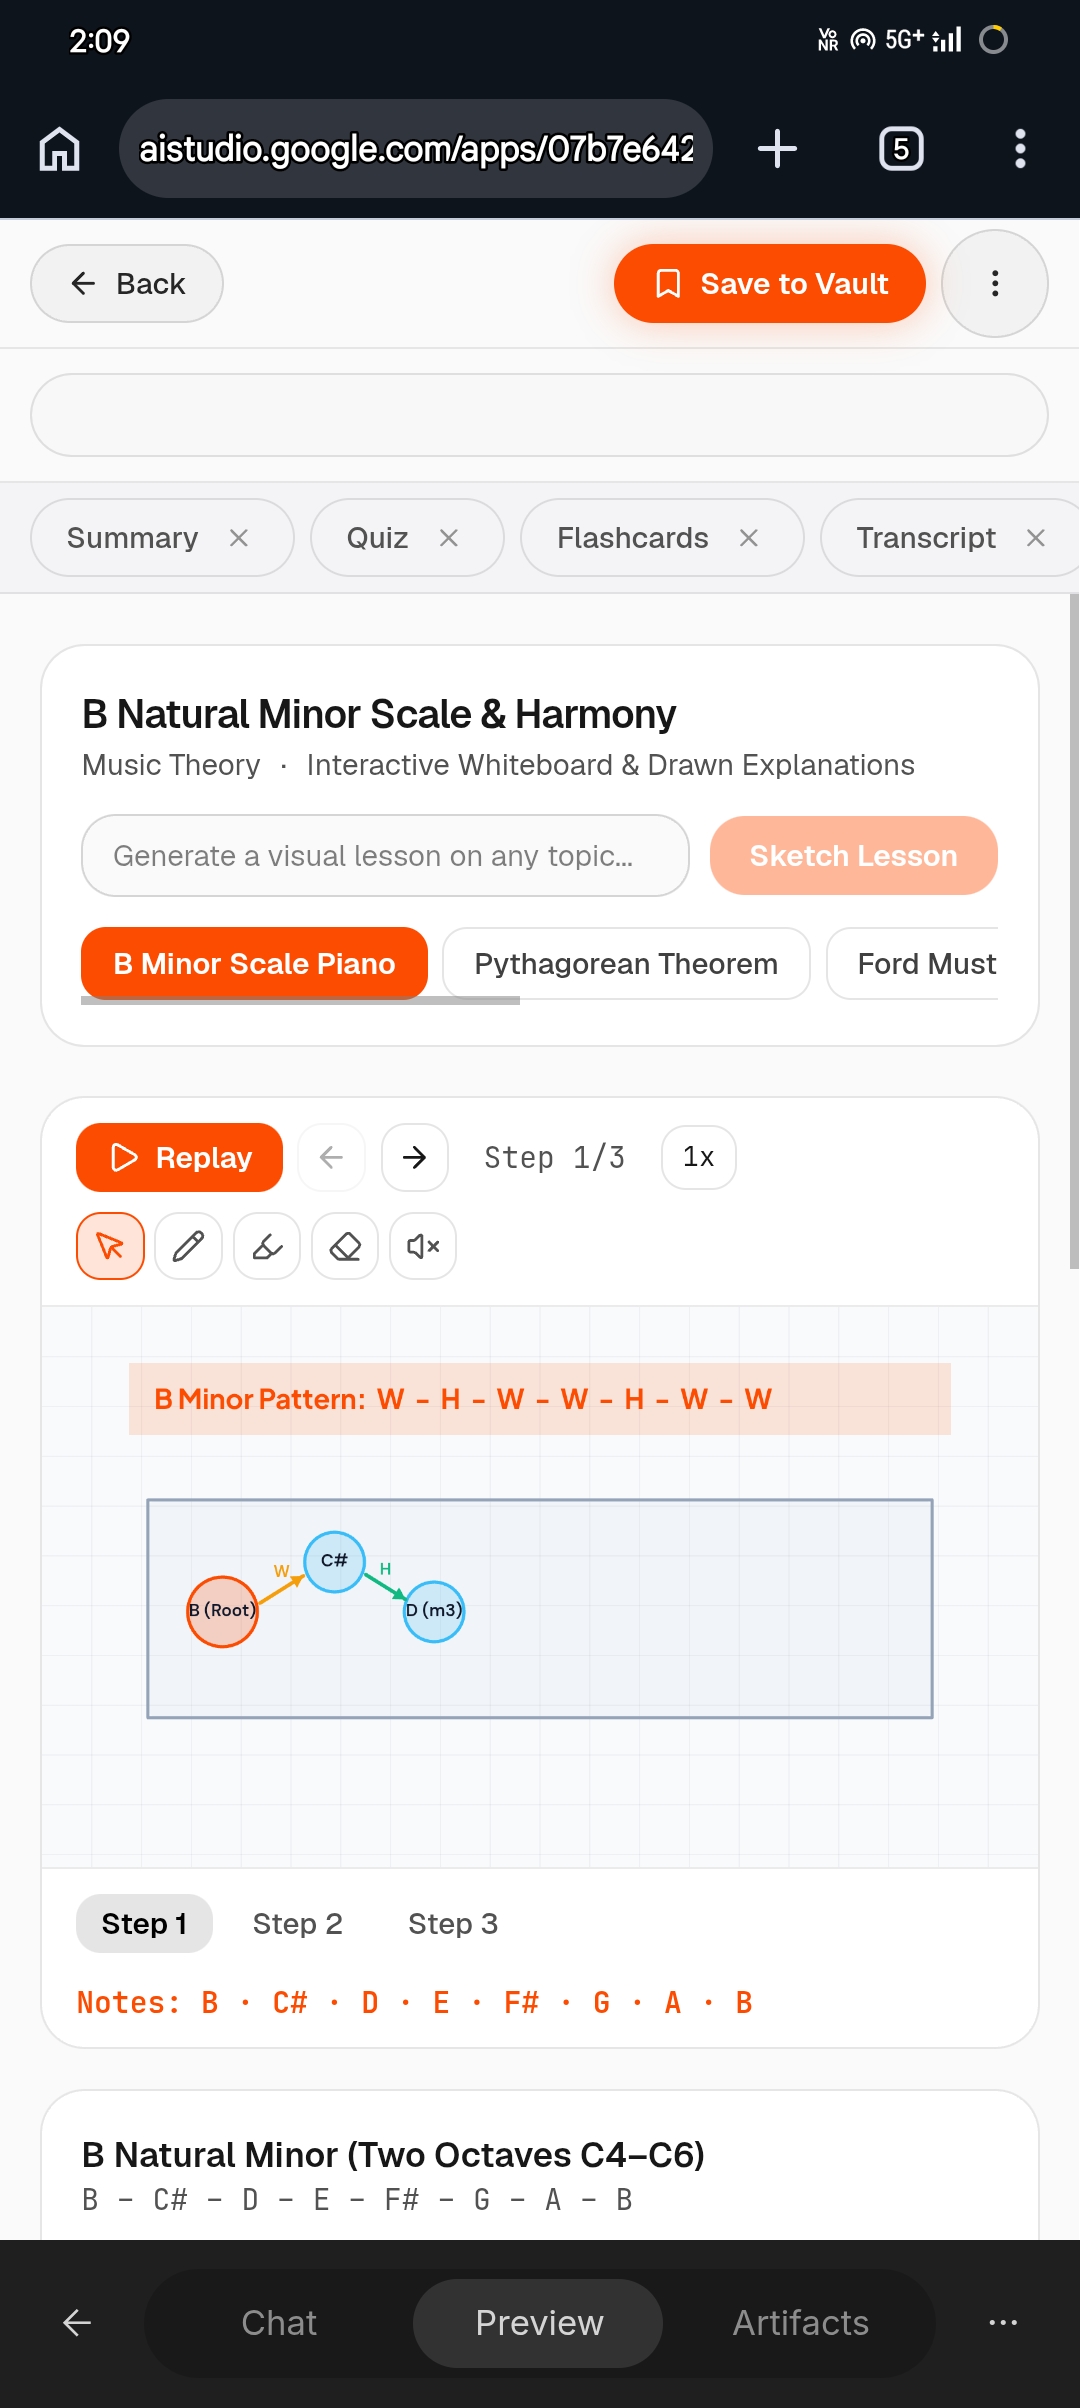 2:09
Vo
NR
5G+
aistudio.google.com/apps/07b7e642
5
Back
Save to Vault
Summary
Quiz
Flashcards
Transcript
B Natural Minor Scale & Harmony
Music Theory · Interactive Whiteboard & Drawn Explanations
Generate a visual lesson on any topic...
Sketch Lesson
B Minor Scale Piano
Pythagorean Theorem
Ford Must
Replay
Step 1/3
1x
B Minor Pattern: W – H – W – W – H – W – W
C#
W
H
B (Root)
D (m3)
Step 1
Step 2
Step 3
Notes: B · C# · D · E · F# · G · A · B
B Natural Minor (Two Octaves C4–C6)
B – C# – D – E – F# – G – A – B
Chat
Preview
Artifacts